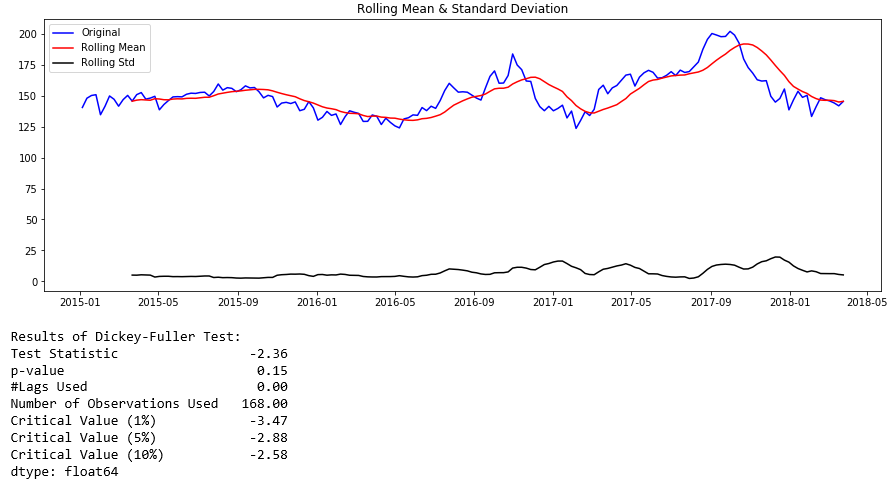 Rolling Mean & Standard Deviation
Original
Rolling Mean
Rolling Std
200
175
150
125
100
75
50
25
0
2015-01 2015-05 2015-09 2016-01 2016-05 2016-09 2017-01 2017-05 2017-09 2018-01 2018-05
Results of Dickey-Fuller Test:
Test Statistic -2.36
p-value 0.15
#Lags Used 0.00
Number of Observations Used 168.00
Critical Value (1%) -3.47
Critical Value (5%) -2.88
Critical Value (10%) -2.58
dtype: float64